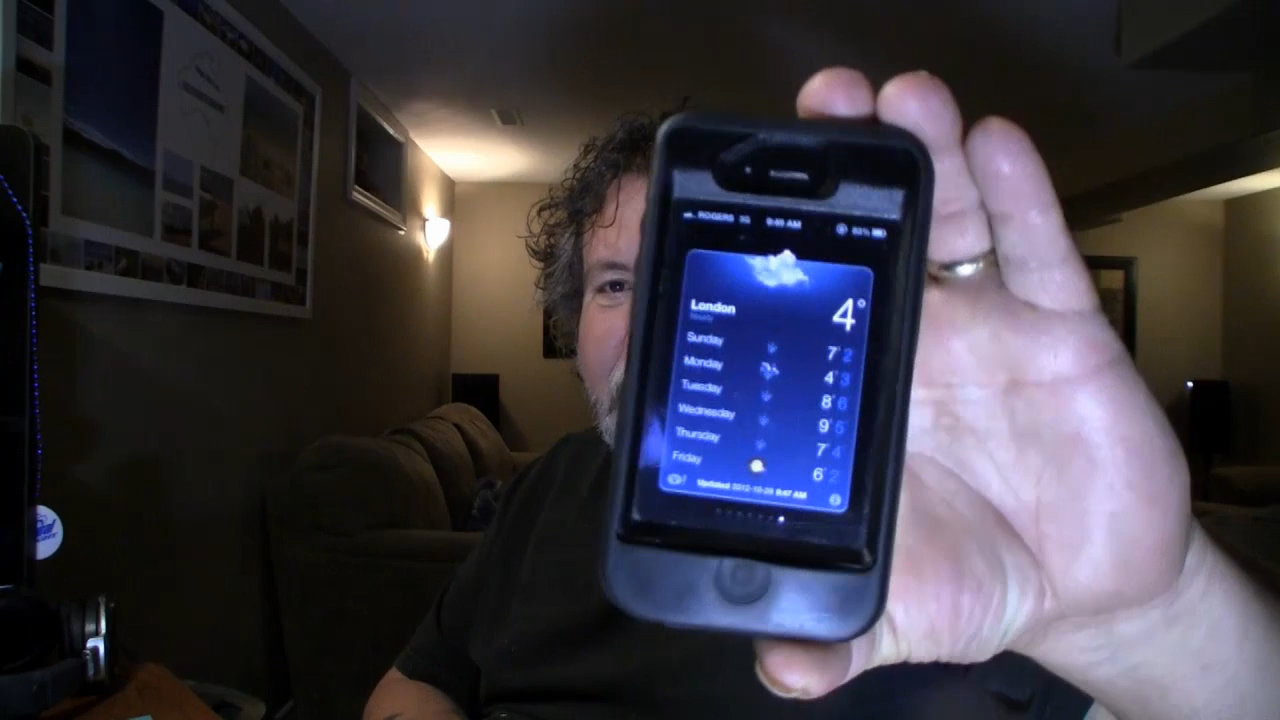 ROGERS 3G
London
4°
Sunday 7° 2
Monday 4° 3
Tuesday 8° 6
Wednesday 9° 5°
Thursday 7° 4°
Friday 6° 2
Updated
AM